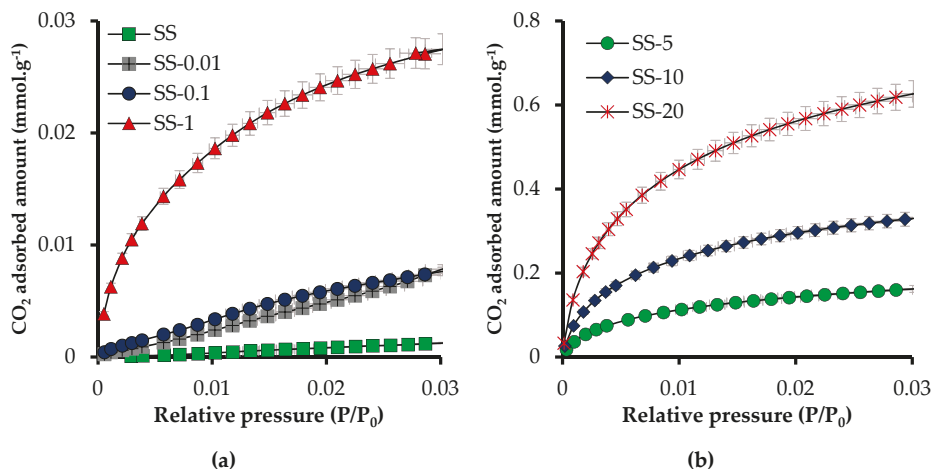 CO₂ adsorbed amount (mmol.g⁻¹)
0.03
0.02
0.01
0
SS
SS-0.01
SS-0.1
SS-1
0 0.01 0.02 0.03
Relative pressure (P/P₀)
(a)
CO₂ adsorbed amount (mmol.g⁻¹)
0.8
0.6
0.4
0.2
0
SS-5
SS-10
SS-20
0 0.01 0.02 0.03
Relative pressure (P/P₀)
(b)